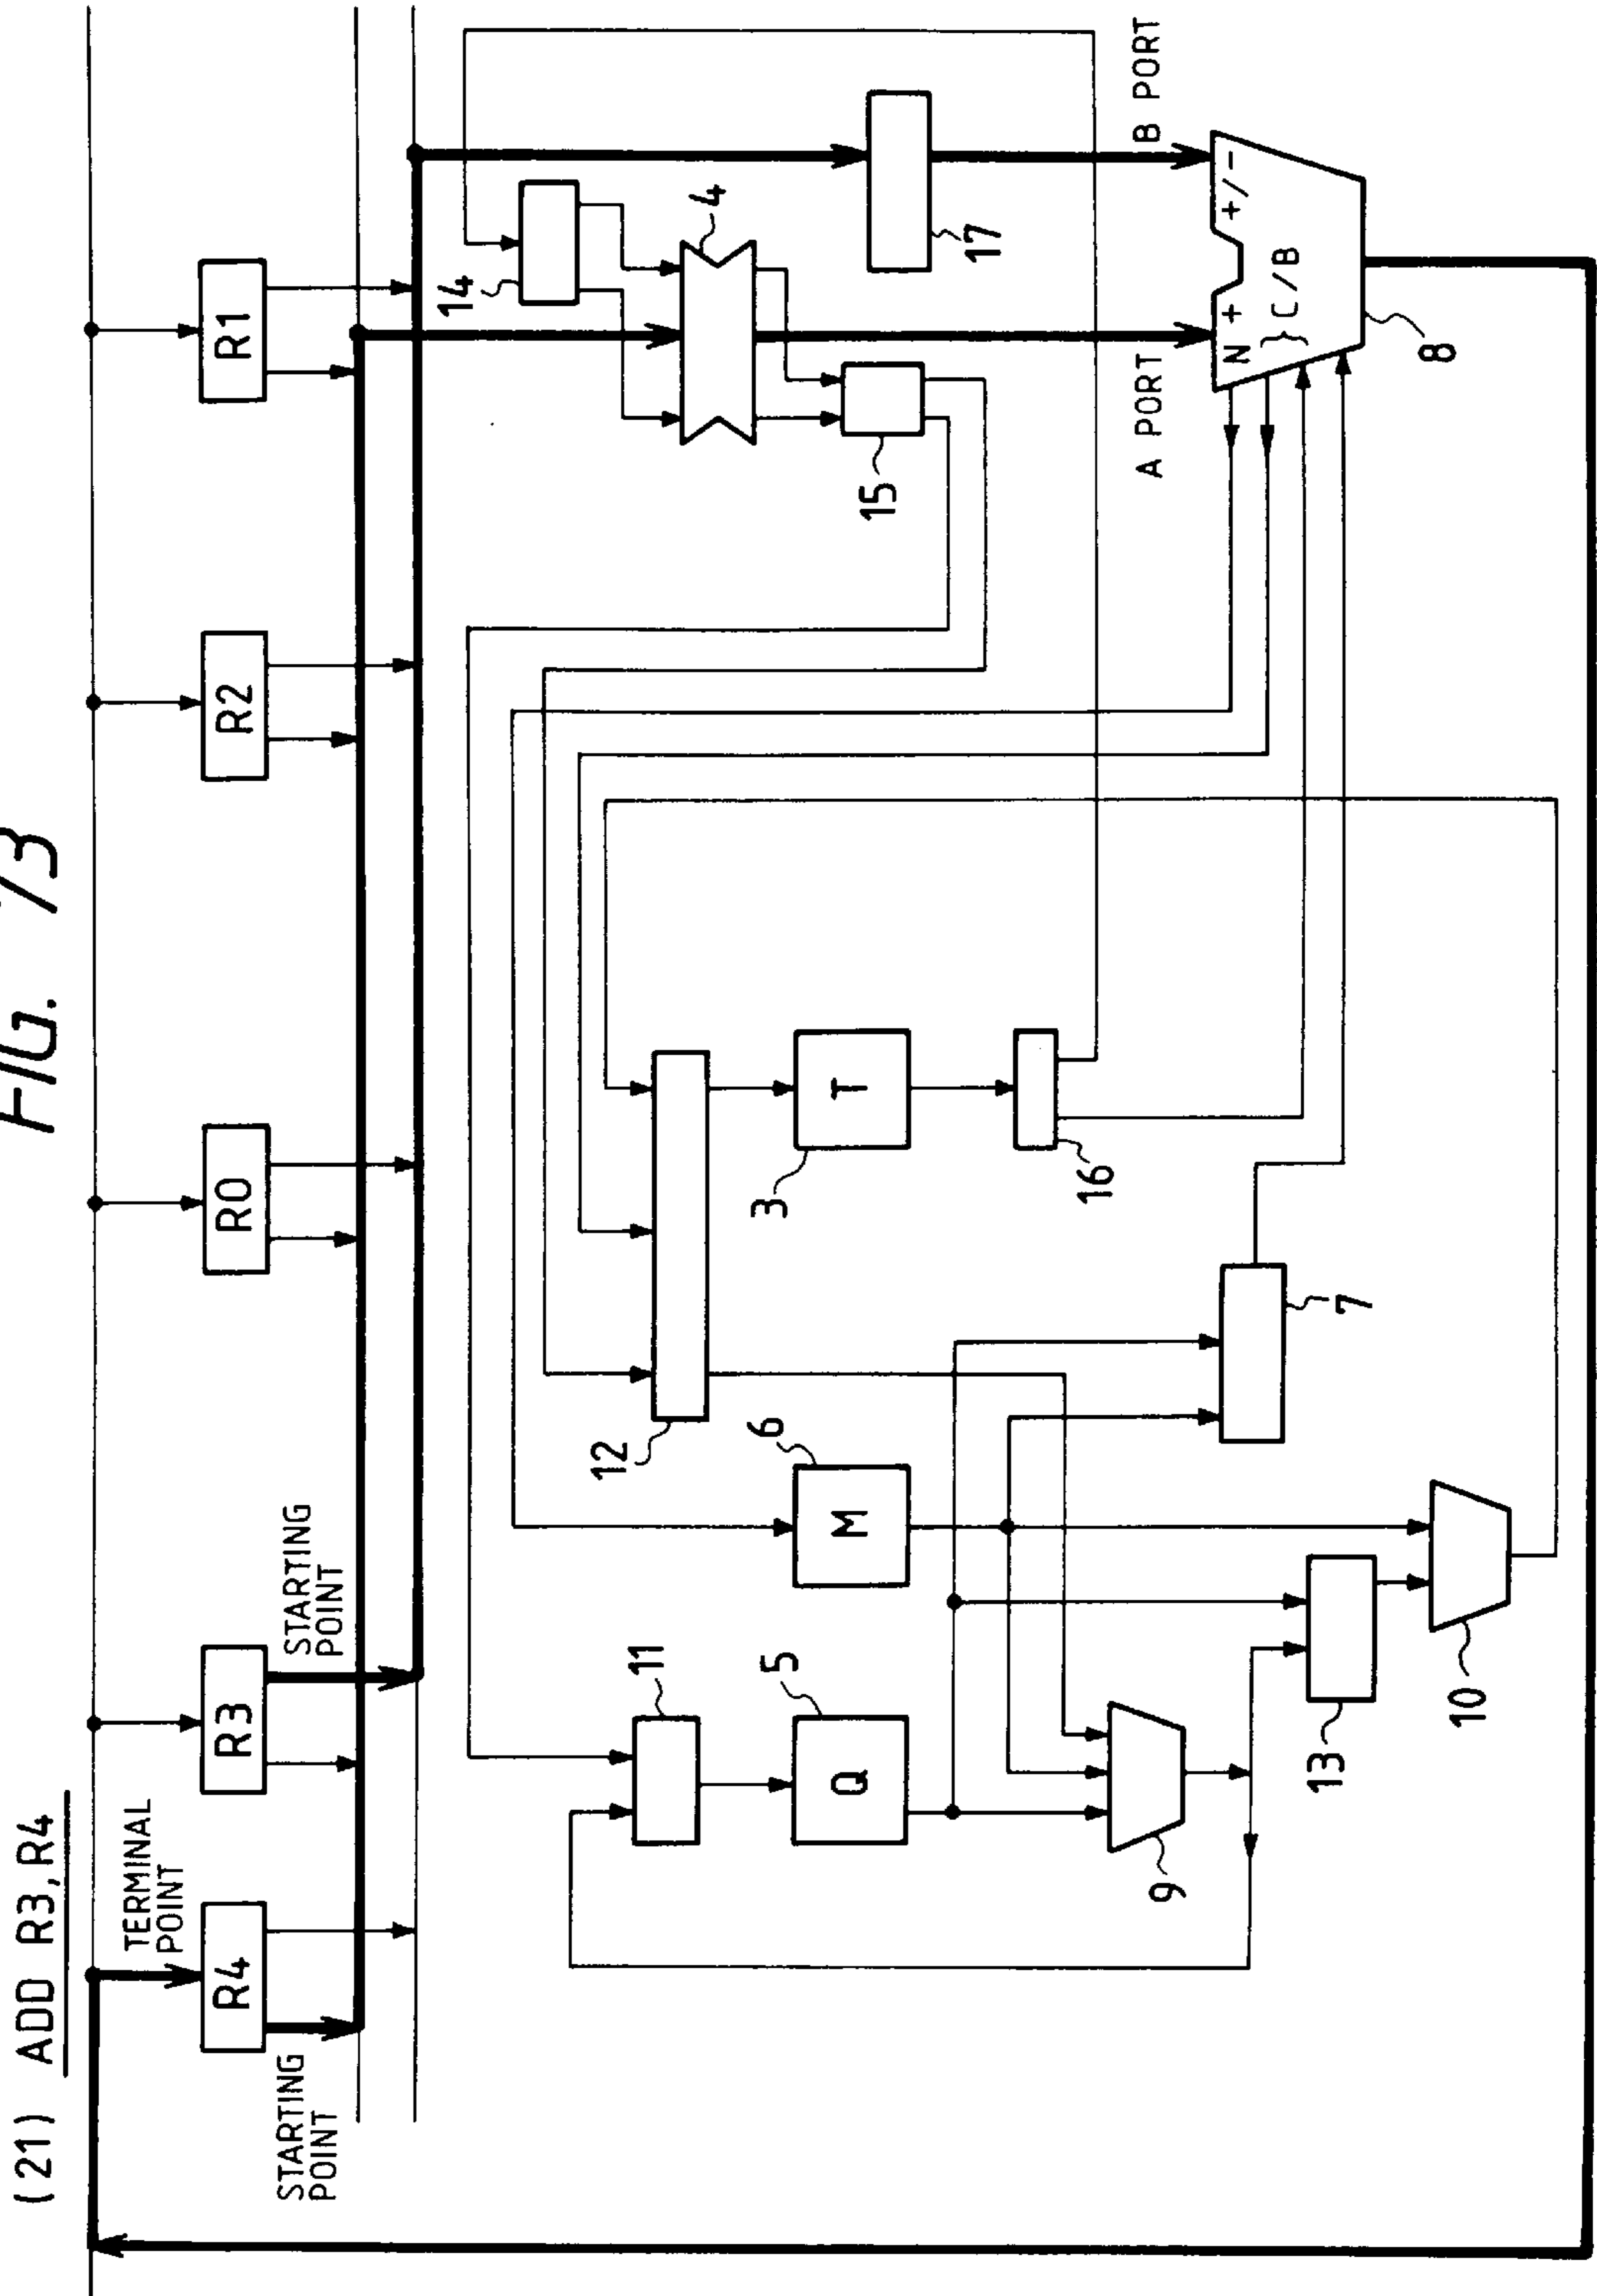 FIG. 73
(21) ADD R3,R4
TERMINAL
POINT
STARTING
POINT
STARTING
POINT
R4
R3
R0
R2
R1
14
4
11
12
5
6
3
15
17
Q
M
T
A PORT
B PORT
16
9
13
7
10
N + +/-
} C/B
8